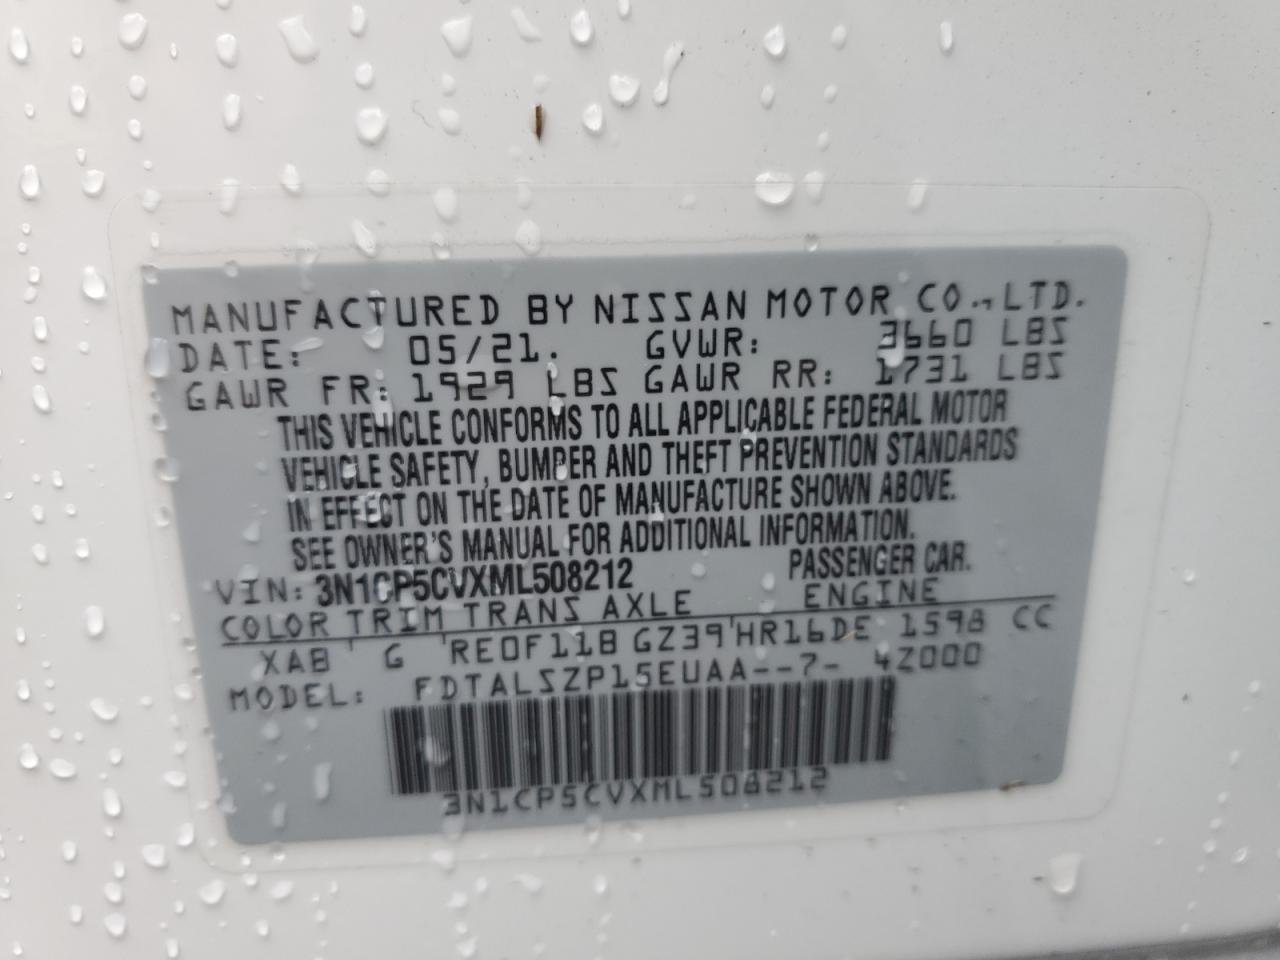 MANUFACTURED BY NISSAN MOTOR CO., LTD.
DATE: 05/21. GVWR: 3660 LBS
GAWR FR: 1929 LBS GAWR RR: 1731 LBS
THIS VEHICLE CONFORMS TO ALL APPLICABLE FEDERAL MOTOR
VEHICLE SAFETY, BUMPER AND THEFT PREVENTION STANDARDS
IN EFFECT ON THE DATE OF MANUFACTURE SHOWN ABOVE.
SEE OWNER'S MANUAL FOR ADDITIONAL INFORMATION.
VIN: 3N1CP5CVXML508212 PASSENGER CAR.
COLOR TRIM TRANS AXLE ENGINE
XAB G RE0F11B GZ39 HR16DE 1598 CC
MODEL: FDTALSZP15EUAA--7- 4Z000
3N1CP5CVXML508212